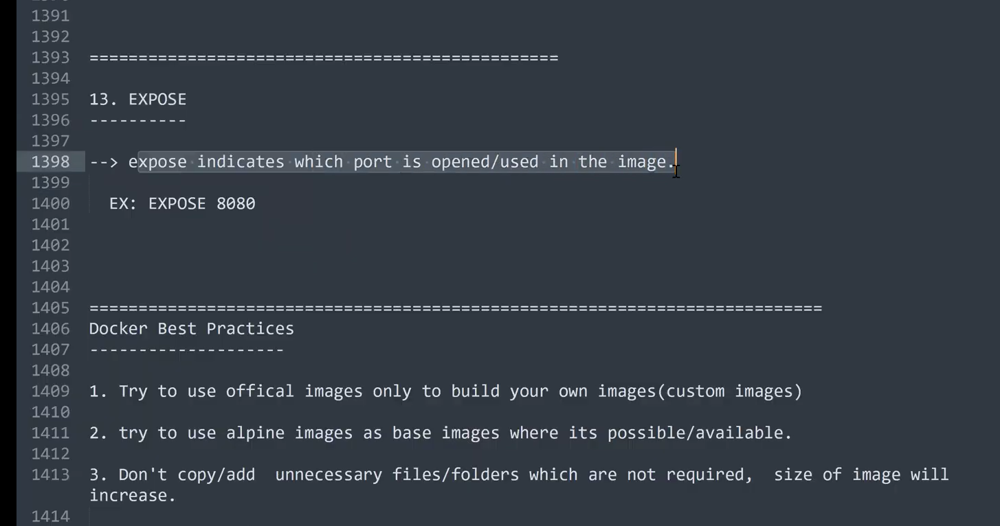 1391
1392
1393 ================================================
1394
1395 13. EXPOSE
1396 ----------
1397
1398 --> expose indicates which port is opened/used in the image.
1399
1400 EX: EXPOSE 8080
1401
1402
1403
1404
1405 ===========================================================================
1406 Docker Best Practices
1407 --------------------
1408
1409 1. Try to use offical images only to build your own images(custom images)
1410
1411 2. try to use alpine images as base images where its possible/available.
1412
1413 3. Don't copy/add  unnecessary files/folders which are not required,  size of image will
increase.
1414